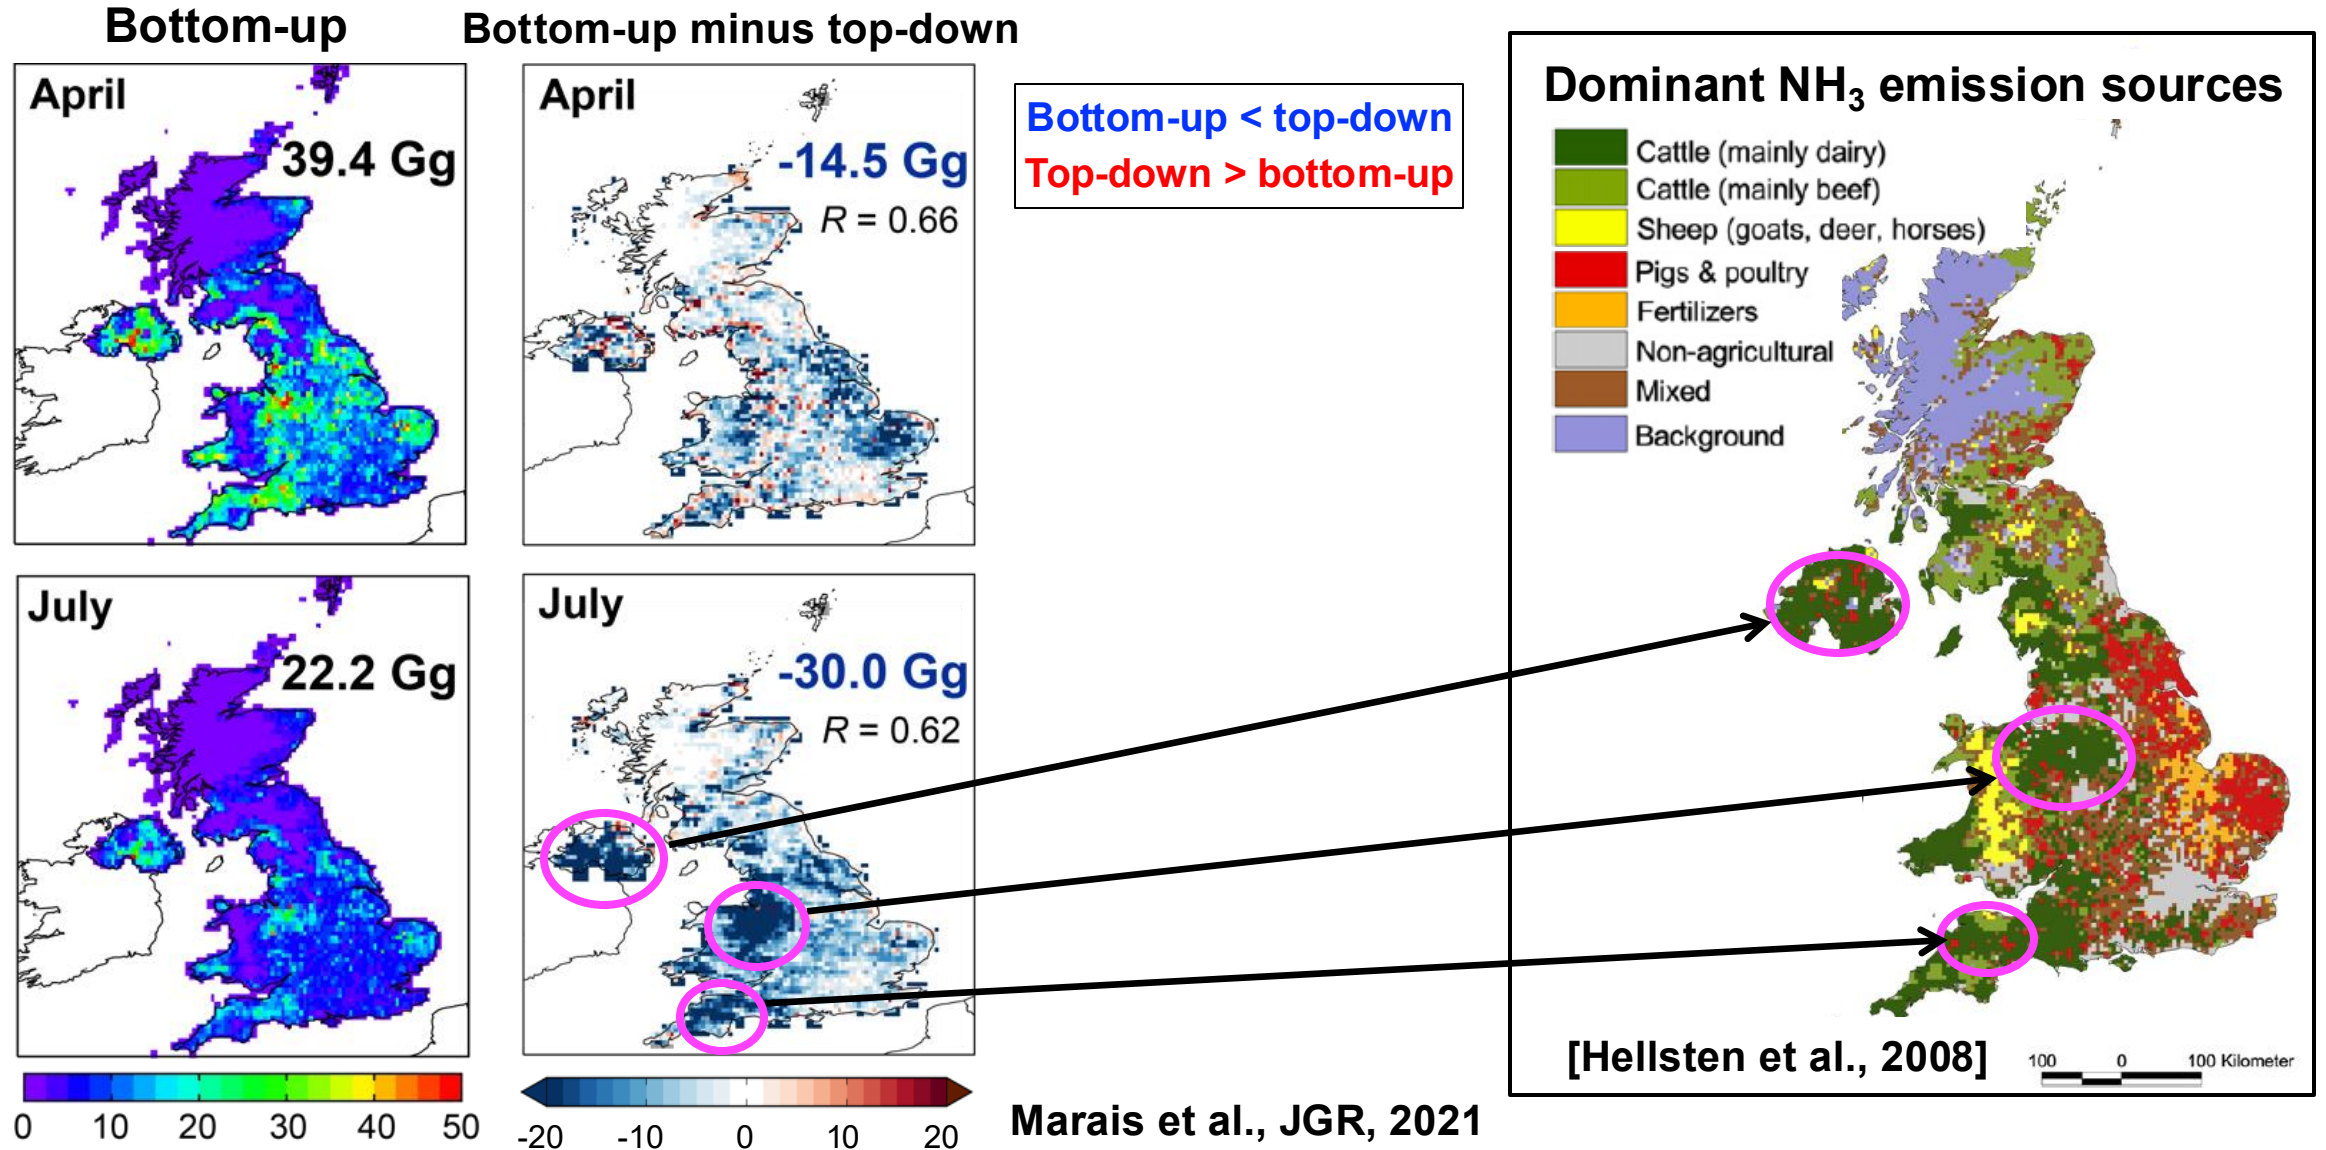 Bottom-up
Bottom-up minus top-down
April
39.4 Gg
April
-14.5 Gg
R = 0.66
Bottom-up < top-down
Top-down > bottom-up
July
22.2 Gg
July
-30.0 Gg
R = 0.62
0 10 20 30 40 50
-20 -10 0 10 20
Marais et al., JGR, 2021
Dominant NH₃ emission sources
Cattle (mainly dairy)
Cattle (mainly beef)
Sheep (goats, deer, horses)
Pigs & poultry
Fertilizers
Non-agricultural
Mixed
Background
[Hellsten et al., 2008]
100 0 100 Kilometer